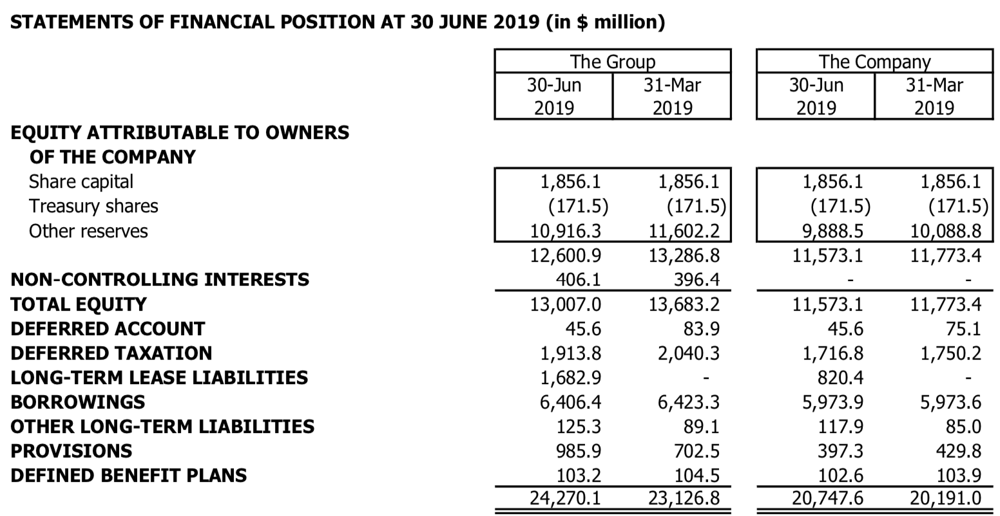 STATEMENTS OF FINANCIAL POSITION AT 30 JUNE 2019 (in $ million)
The Group The Company
30-Jun 31-Mar 30-Jun 31-Mar
2019 2019 2019 2019
EQUITY ATTRIBUTABLE TO OWNERS
OF THE COMPANY
Share capital 1,856.1 1,856.1 1,856.1 1,856.1
Treasury shares (171.5) (171.5) (171.5) (171.5)
Other reserves 10,916.3 11,602.2 9,888.5 10,088.8
12,600.9 13,286.8 11,573.1 11,773.4
NON-CONTROLLING INTERESTS 406.1 396.4 - -
TOTAL EQUITY 13,007.0 13,683.2 11,573.1 11,773.4
DEFERRED ACCOUNT 45.6 83.9 45.6 75.1
DEFERRED TAXATION 1,913.8 2,040.3 1,716.8 1,750.2
LONG-TERM LEASE LIABILITIES 1,682.9 - 820.4 -
BORROWINGS 6,406.4 6,423.3 5,973.9 5,973.6
OTHER LONG-TERM LIABILITIES 125.3 89.1 117.9 85.0
PROVISIONS 985.9 702.5 397.3 429.8
DEFINED BENEFIT PLANS 103.2 104.5 102.6 103.9
24,270.1 23,126.8 20,747.6 20,191.0